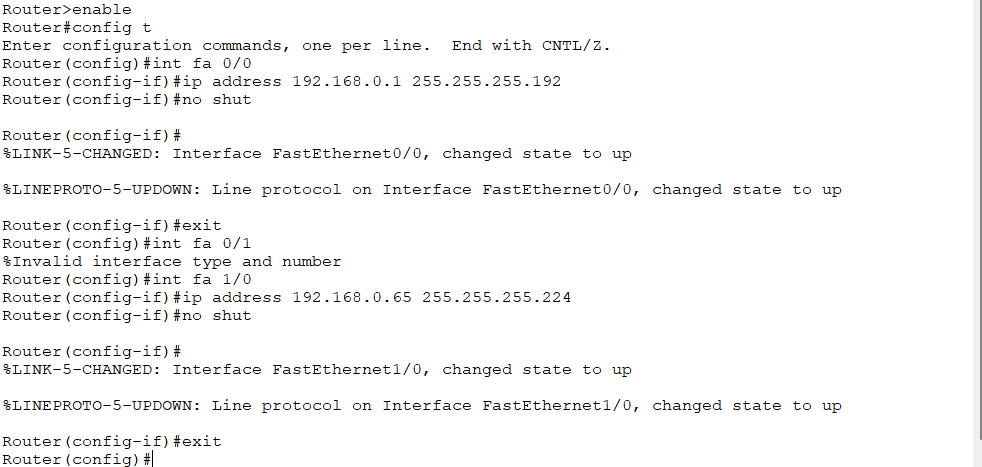 Router>enable
Router#config t
Enter configuration commands, one per line.  End with CNTL/Z.
Router(config)#int fa 0/0
Router(config-if)#ip address 192.168.0.1 255.255.255.192
Router(config-if)#no shut
Router(config-if)#
%LINK-5-CHANGED: Interface FastEthernet0/0, changed state to up
%LINEPROTO-5-UPDOWN: Line protocol on Interface FastEthernet0/0, changed state to up
Router(config-if)#exit
Router(config)#int fa 0/1
%Invalid interface type and number
Router(config)#int fa 1/0
Router(config-if)#ip address 192.168.0.65 255.255.255.224
Router(config-if)#no shut
Router(config-if)#
%LINK-5-CHANGED: Interface FastEthernet1/0, changed state to up
%LINEPROTO-5-UPDOWN: Line protocol on Interface FastEthernet1/0, changed state to up
Router(config-if)#exit
Router(config)#